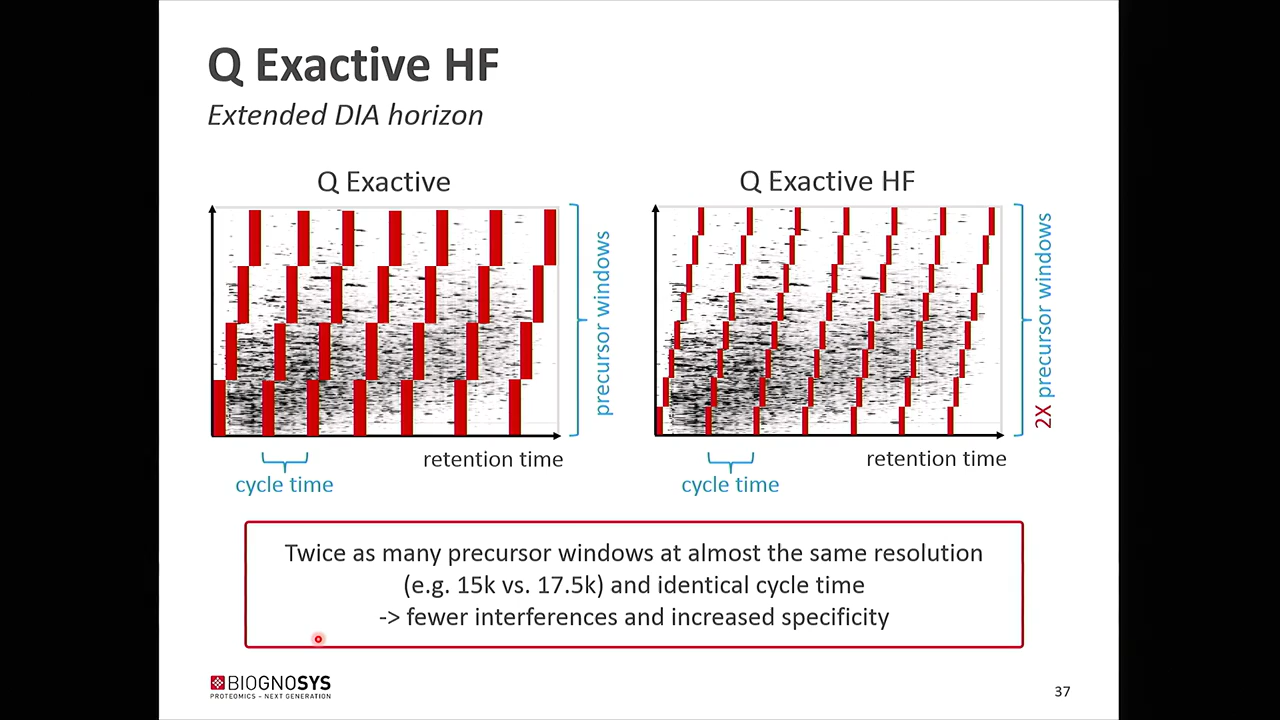 Q Exactive HF
Extended DIA horizon
Q Exactive
precursor windows
retention time
cycle time
Q Exactive HF
2X precursor windows
retention time
cycle time
Twice as many precursor windows at almost the same resolution
(e.g. 15k vs. 17.5k) and identical cycle time
-> fewer interferences and increased specificity
BIOGNOSYS
PROTEOMICS – NEXT GENERATION
37